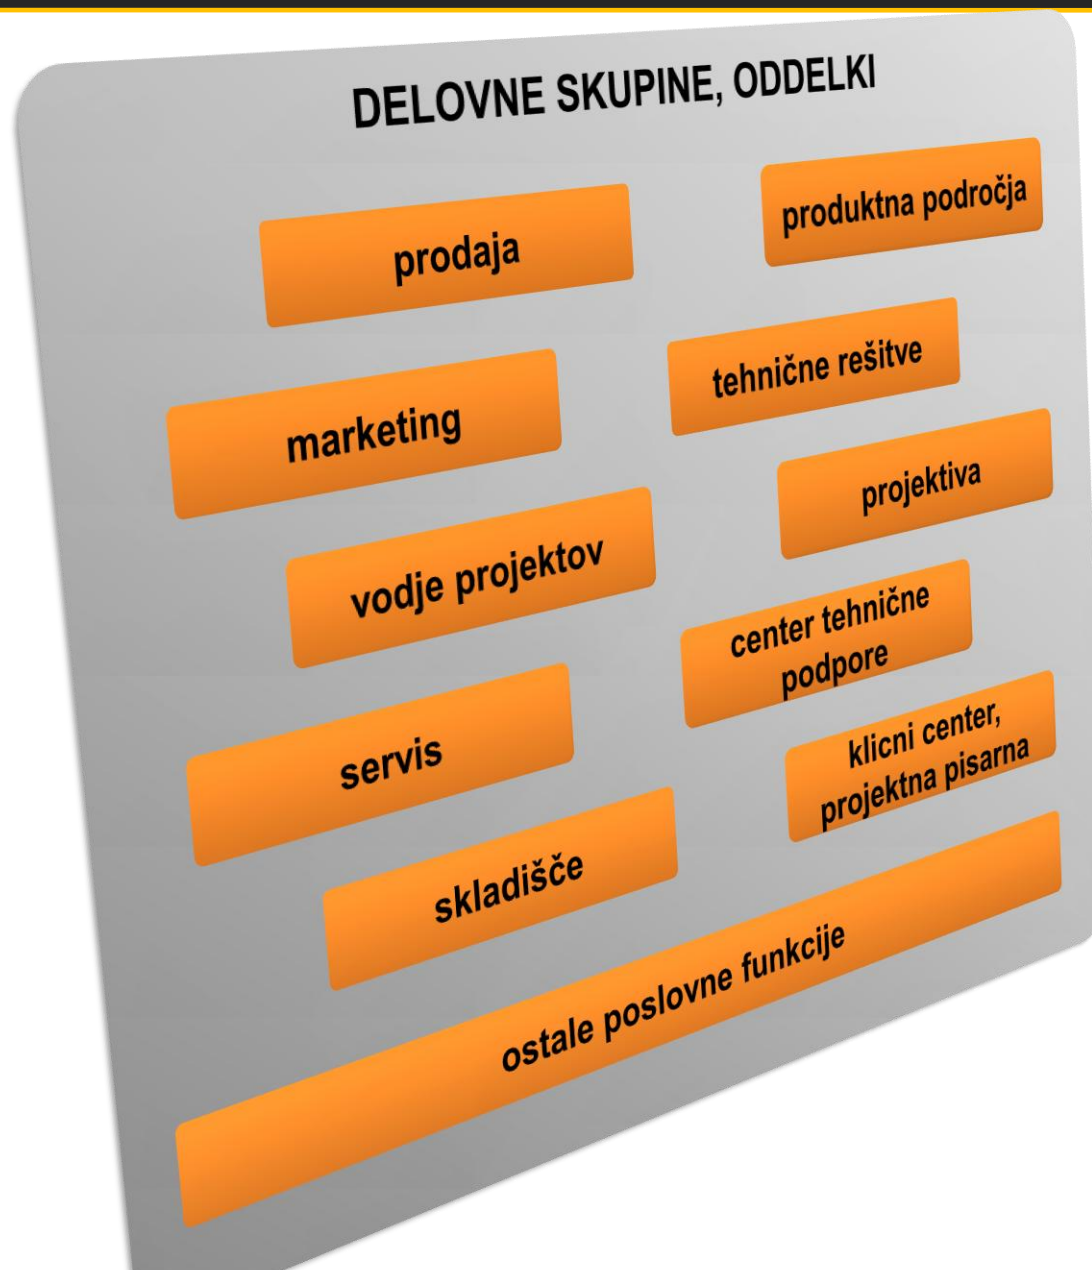 DELOVNE SKUPINE, ODDELKI
prodaja
produktna področja
marketing
tehnične rešitve
vodje projektov
projektiva
servis
center tehnične
podpore
skladišče
klicni center,
projektna pisarna
ostale poslovne funkcije